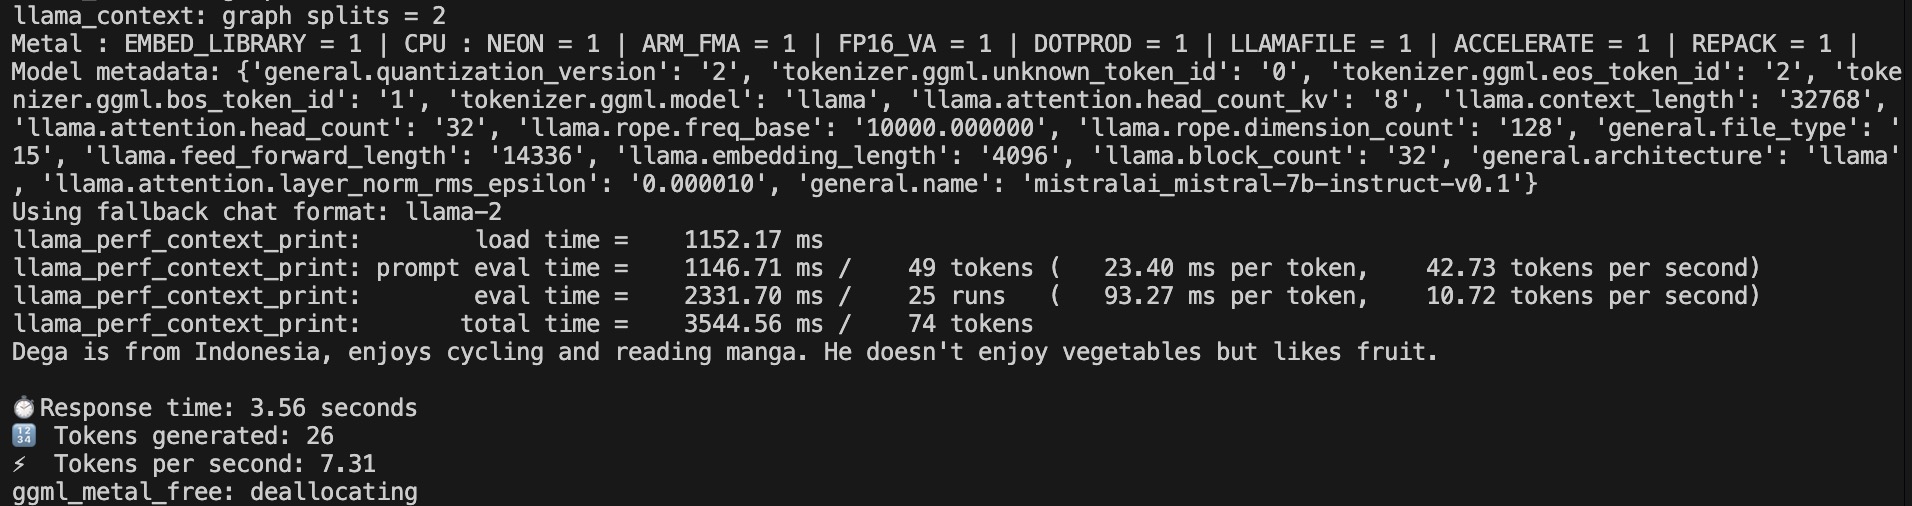 llama_context: graph splits = 2
Metal : EMBED_LIBRARY = 1 | CPU : NEON = 1 | ARM_FMA = 1 | FP16_VA = 1 | DOTPROD = 1 | LLAMAFILE = 1 | ACCELERATE = 1 | REPACK = 1 |
Model metadata: {'general.quantization_version': '2', 'tokenizer.ggml.unknown_token_id': '0', 'tokenizer.ggml.eos_token_id': '2', 'toke
nizer.ggml.bos_token_id': '1', 'tokenizer.ggml.model': 'llama', 'llama.attention.head_count_kv': '8', 'llama.context_length': '32768',
'llama.attention.head_count': '32', 'llama.rope.freq_base': '10000.000000', 'llama.rope.dimension_count': '128', 'general.file_type': '
15', 'llama.feed_forward_length': '14336', 'llama.embedding_length': '4096', 'llama.block_count': '32', 'general.architecture': 'llama'
, 'llama.attention.layer_norm_rms_epsilon': '0.000010', 'general.name': 'mistralai_mistral-7b-instruct-v0.1'}
Using fallback chat format: llama-2
llama_perf_context_print:        load time =    1152.17 ms
llama_perf_context_print: prompt eval time =    1146.71 ms /    49 tokens (   23.40 ms per token,    42.73 tokens per second)
llama_perf_context_print:        eval time =    2331.70 ms /    25 runs   (   93.27 ms per token,    10.72 tokens per second)
llama_perf_context_print:       total time =    3544.56 ms /    74 tokens
Dega is from Indonesia, enjoys cycling and reading manga. He doesn't enjoy vegetables but likes fruit.
⏱️Response time: 3.56 seconds
🔢 Tokens generated: 26
⚡ Tokens per second: 7.31
ggml_metal_free: deallocating